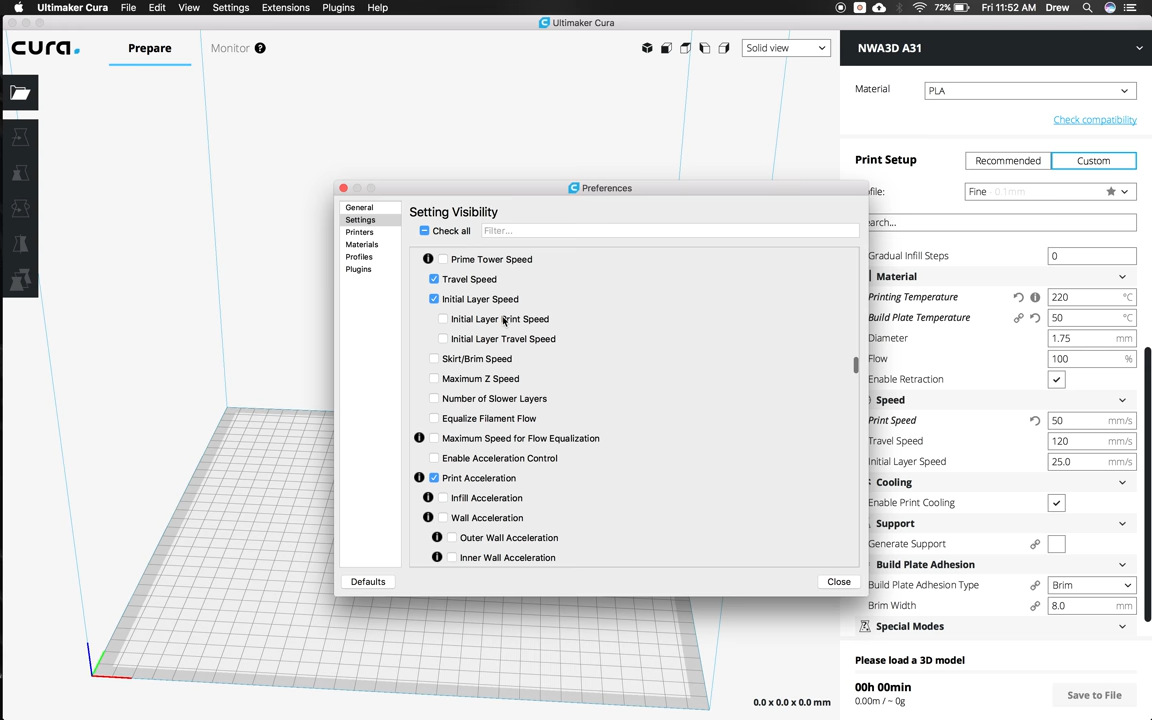 Ultimaker Cura File Edit View Settings Extensions Plugins Help 72% Fri 11:52 AM Drew
Ultimaker Cura
cura. Prepare Monitor ? Solid view NWA3D A31
Material PLA
Check compatibility
Print Setup Recommended Custom
file: Fine - 0.1mm
earch...
Gradual Infill Steps 0
Material
Printing Temperature 220 °C
Build Plate Temperature 50 °C
Diameter 1.75 mm
Flow 100 %
Enable Retraction
Speed
Print Speed 50 mm/s
Travel Speed 120 mm/s
Initial Layer Speed 25.0 mm/s
Cooling
Enable Print Cooling
Support
Generate Support
Build Plate Adhesion
Build Plate Adhesion Type Brim
Brim Width 8.0 mm
Special Modes
Please load a 3D model
00h 00min
0.00m / ~ 0g
Save to File
Preferences
General
Settings
Printers
Materials
Profiles
Plugins
Setting Visibility
Check all Filter...
Prime Tower Speed
Travel Speed
Initial Layer Speed
Initial Layer Print Speed
Initial Layer Travel Speed
Skirt/Brim Speed
Maximum Z Speed
Number of Slower Layers
Equalize Filament Flow
Maximum Speed for Flow Equalization
Enable Acceleration Control
Print Acceleration
Infill Acceleration
Wall Acceleration
Outer Wall Acceleration
Inner Wall Acceleration
Defaults Close
0.0 x 0.0 x 0.0 mm